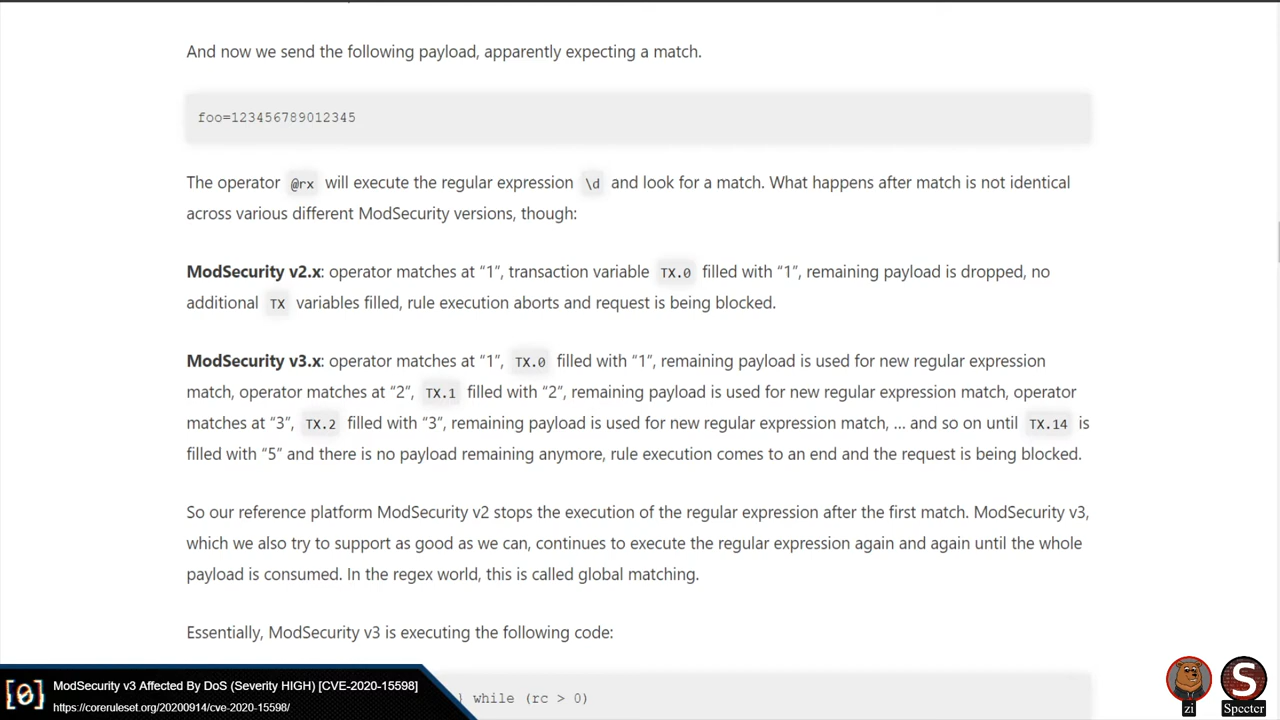 And now we send the following payload, apparently expecting a match.
foo=123456789012345
The operator @rx will execute the regular expression \d and look for a match. What happens after match is not identical
across various different ModSecurity versions, though:
ModSecurity v2.x: operator matches at “1”, transaction variable TX.0 filled with “1”, remaining payload is dropped, no
additional TX variables filled, rule execution aborts and request is being blocked.
ModSecurity v3.x: operator matches at “1”, TX.0 filled with “1”, remaining payload is used for new regular expression
match, operator matches at “2”, TX.1 filled with “2”, remaining payload is used for new regular expression match, operator
matches at “3”, TX.2 filled with “3”, remaining payload is used for new regular expression match, … and so on until TX.14 is
filled with “5” and there is no payload remaining anymore, rule execution comes to an end and the request is being blocked.
So our reference platform ModSecurity v2 stops the execution of the regular expression after the first match. ModSecurity v3,
which we also try to support as good as we can, continues to execute the regular expression again and again until the whole
payload is consumed. In the regex world, this is called global matching.
Essentially, ModSecurity v3 is executing the following code:
) while (rc > 0)
[0] ModSecurity v3 Affected By DoS (Severity HIGH) [CVE-2020-15598]
https://coreruleset.org/20200914/cve-2020-15598/
zi
S
Specter